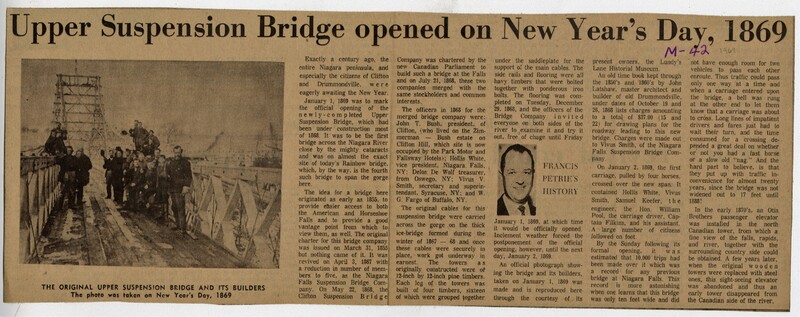 Upper Suspension Bridge opened on New Year's Day, 1869
M-42
1969
THE ORIGINAL UPPER SUSPENSION BRIDGE AND ITS BUILDERS
The photo was taken on New Year's Day, 1869
Exactly a century ago, the
entire Niagara peninsula, and
especially the citizens of Clifton
and Drummondville, were
eagerly awaiting the New Year.
January 1, 1869 was to mark
the official opening of the
newly-completed Upper
Suspension Bridge, which had
been under construction most
of 1868. It was to be the first
bridge across the Niagara River
close by the mighty cataracts
and was on almost the exact
site of today's Rainbow bridge,
which, by the way, is the fourth
such bridge to span the gorge
here.
The idea for a bridge here
originated as early as 1855, to
provide easier access to both
the American and Horseshoe
Falls and to provide a good
vantage point from which to
view them, as well. The original
charter for this bridge company
was issued on March 31, 1855
but nothing came of it. It was
revived on April 2, 1867 with
a reduction in number of members
to five, as the Niagara
Falls Suspension Bridge Company.
On May 22, 1868, the
Clifton Suspension Bridge
Company was chartered by the
new Canadian Parliament to
build such a bridge at the Falls
and on July 31, 1868, these two
companies merged with the
same stockholders and common
interests.
The officers in 1868 for the
merged bridge company were:
John T. Bush, president, of
Clifton, (who lived on the Zimmerman
— Bush estate on
Clifton Hill, which site is now
occupied by the Park Motor and
Fallsway Hotels); Hollis White,
vice president, Niagara Falls,
NY; Delos De Wolf treasurer,
from Oswego, NY; Virus V.
Smith, secretary and superintendent,
Syracuse, NY; and W.
G. Fargo of Buffalo, NY.
The original cables for this
suspension bridge were carried
across the gorge on the thick
ice-bridge formed during the
winter of 1867 — 68 and once
these cables were securely in
place, work got underway in
earnest. The towers as
originally constructed were of
12-inch by 12-inch pine timbers.
Each leg of the towers was
built of four timbers, sixteen
of which were grouped together
under the saddleplate for the
support of the main cables. The
side rails and flooring were all
heavy timbers that were bolted
together with ponderous iron
bolts. The flooring was completed
on Tuesday, December
29, 1868, and the officers of the
Bridge Company invited
everyone on both sides of the
river to examine it and try it
out, free of charge until Friday
FRANCIS
PETRIE'S
HISTORY
January 1, 1869, at which time
it would be officially opened.
Inclement weather forced the
postponement of the official
opening, however, until the next
day, January 2, 1869.
An official photograph showing
the bridge and its builders,
taken on January 1, 1869 was
made and is reproduced here
through the courtesy of its
present owners, the Lundy's
Lane Historical Museum.
An old time book kept through
the 1850's and 1860's by John
Latshaw, master architect and
builder of old Drummondville,
under dates of October 19 and
20, 1868 lists charges amounting
to a total of $37.00 (15 and
22) for drawing plans for the
roadway leading to this new
bridge. Charges were made out
to Vivus Smith, of the Niagara
Falls Suspension Bridge Company.
On January 2, 1869, the first
carriage, pulled by four horses,
crossed over the new span. It
contained Hollis White, Vivus
Smith, Samuel Keefer, the
engineer, the Hon. William
Pool, the carriage driver, Captain
Filkins, and his assistant.
A large number of citizens
followed on foot.
By the Sunday following its
formal opening, it was
estimated that 10,000 trips had
been made over it which was
a record for any previous
bridge at Niagara Falls. This
record is more astonishing
when one learns that this bridge
was only ten feet wide and did
not have enough room for two
vehicles to pass each other
enroute. Thus traffic could pass
only one way at a time and
when a carriage entered open
the bridge, a bell was rung
at the other end to let them
know that a carriage was about
to cross. Long lines of impatient
drivers and fares just had to
wait their turn, and the time
consumed for a crossing depended
a great deal on whether
or not you had a fast horse
or a slow old "nag." And the
hard part to believe, is that
they put up with traffic inconvenience
for almost twenty
years, since the bridge was not
widened out to 17 feet until
1888!
In the early 1870's, an Otis
Brothers passenger elevator
was installed in the north
Canadian tower, from which a
fine view of the falls, rapids,
and river, together with the
surrounding country side could
be obtained. A few years later,
when the original wooden
towers were replaced with steel
ones, this sight-seeing elevator
was abandoned and thus an
early tower disappeared from
the Canadian side of the river.